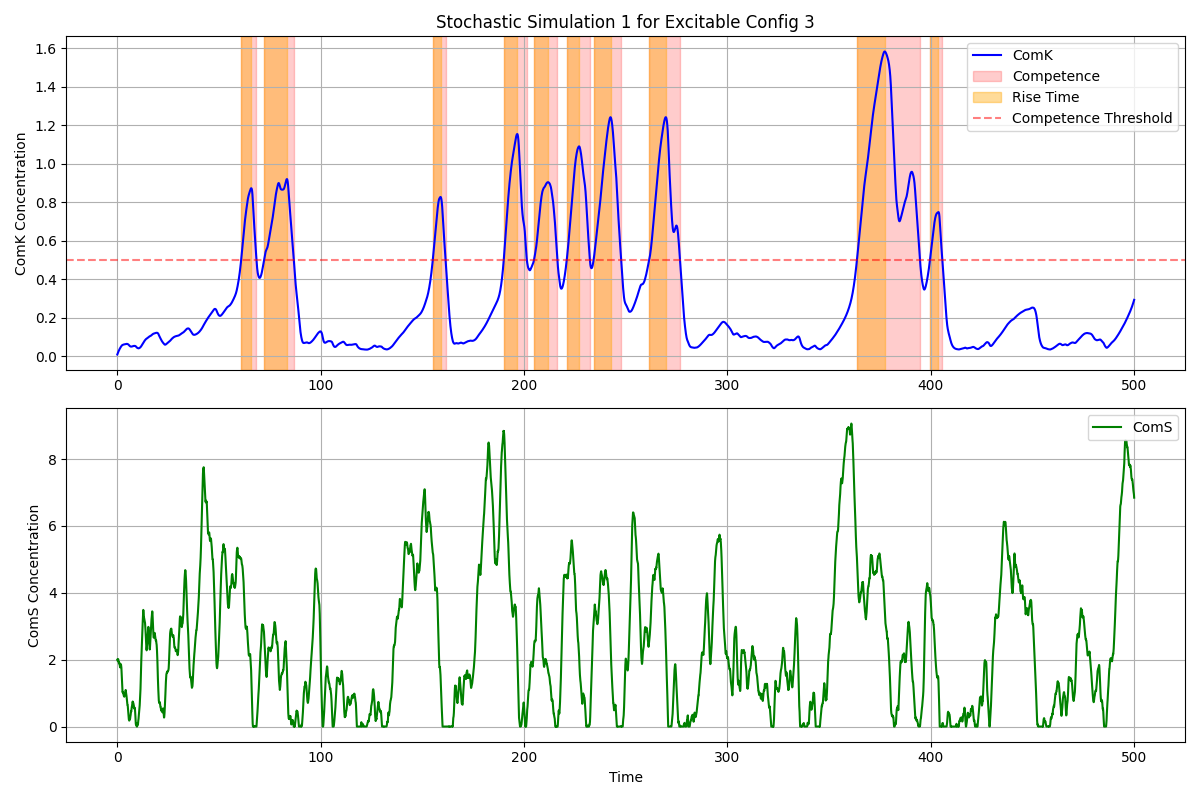 Stochastic Simulation 1 for Excitable Config 3
ComK Concentration
1.6
1.4
1.2
1.0
0.8
0.6
0.4
0.2
0.0
ComK
Competence
Rise Time
Competence Threshold
0 100 200 300 400 500
ComS Concentration
8
6
4
2
0
ComS
0 100 200 300 400 500
Time